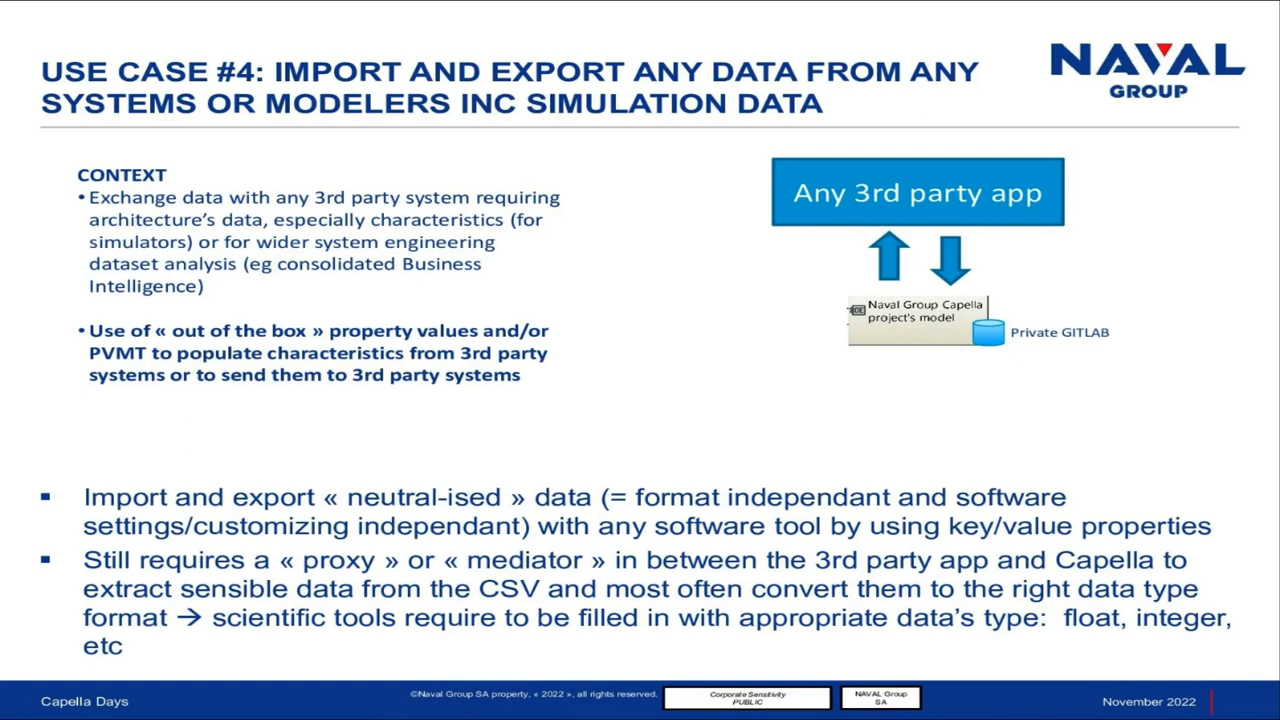 USE CASE #4: IMPORT AND EXPORT ANY DATA FROM ANY
SYSTEMS OR MODELERS INC SIMULATION DATA
NAVAL
GROUP
CONTEXT
•Exchange data with any 3rd party system requiring
architecture's data, especially characteristics (for
simulators) or for wider system engineering
dataset analysis (eg consolidated Business
Intelligence)
•Use of « out of the box » property values and/or
PVMT to populate characteristics from 3rd party
systems or to send them to 3rd party systems
Any 3rd party app
Naval Group Capella
project's model
Private GITLAB
▪ Import and export « neutral-ised » data (= format independant and software
settings/customizing independant) with any software tool by using key/value properties
▪ Still requires a « proxy » or « mediator » in between the 3rd party app and Capella to
extract sensible data from the CSV and most often convert them to the right data type
format → scientific tools require to be filled in with appropriate data's type: float, integer,
etc
Capella Days
©Naval Group SA property, « 2022 », all rights reserved.
Corporate Sensitivity
PUBLIC
NAVAL Group
SA
November 2022